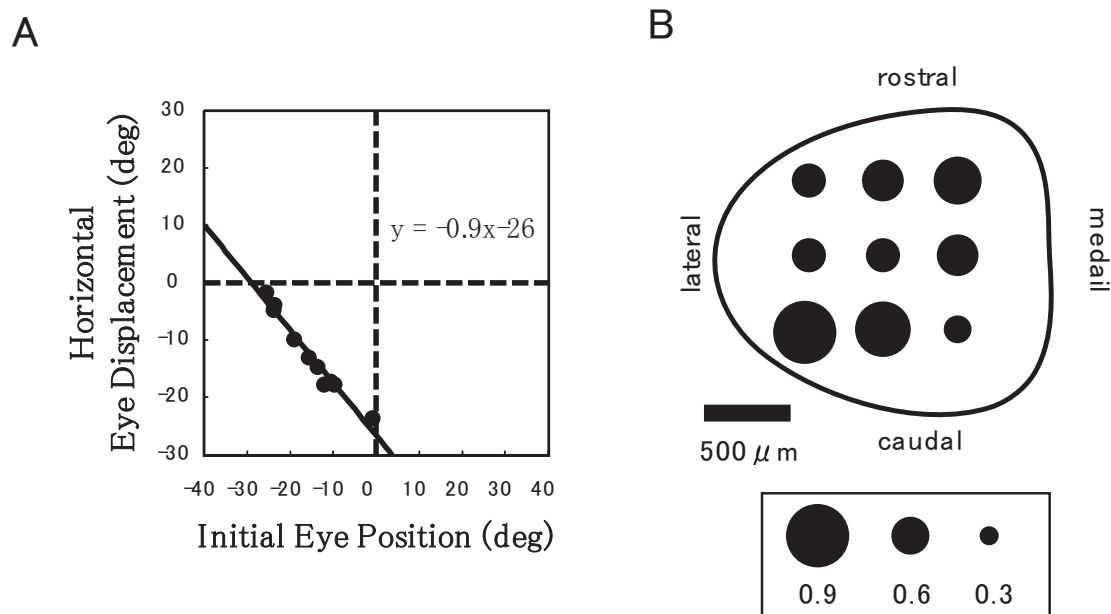 A
B
30
20
10
0
-10
-20
-30
Horizontal
Eye Displacement (deg)
y = -0.9x-26
-40 -30 -20 -10 0 10 20 30 40
Initial Eye Position (deg)
rostral
lateral
medail
caudal
500 μm
0.9 0.6 0.3